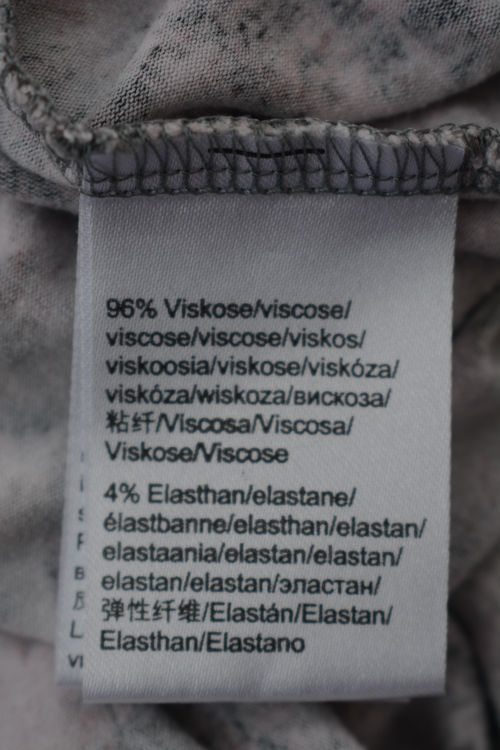 96% Viskose/viscose/
viscose/viscose/viskos/
viskoosia/viskose/viskóza/
viskóza/wiskoza/вискоза/
粘纤/Viscosa/Viscosa/
Viskose/Viscose
4% Elasthan/elastane/
élastbanne/elasthan/elastan/
elastaania/elastan/elastan/
elastan/elastan/эластан/
弹性纤维/Elastán/Elastan/
Elasthan/Elastano